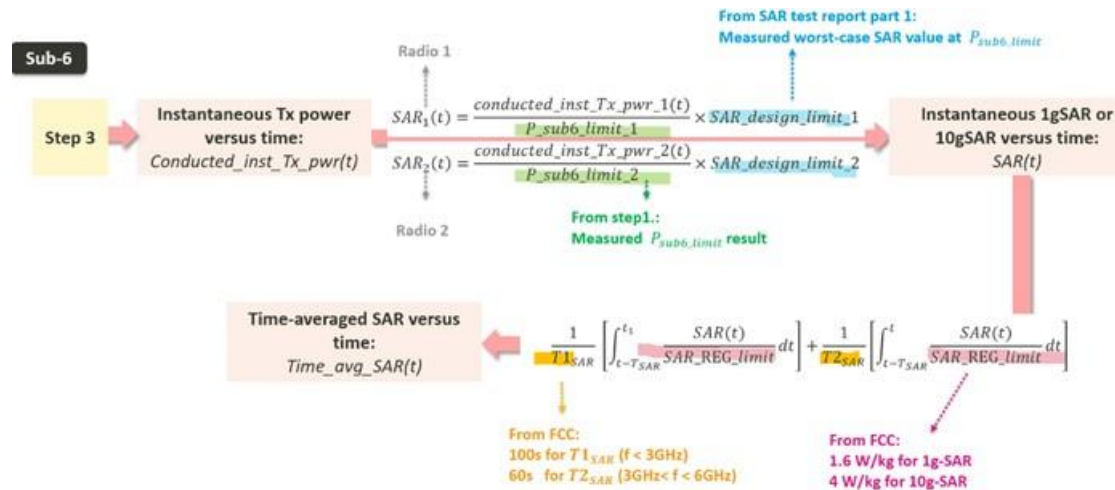 Sub-6
Step 3
Instantaneous Tx power
versus time:
Conducted_inst_Tx_pwr(t)
Radio 1
SAR₁(t) = conducted_inst_Tx_pwr_1(t) / P_sub6_limit_1 × SAR_design_limit_1
SAR₂(t) = conducted_inst_Tx_pwr_2(t) / P_sub6_limit_2 × SAR_design_limit_2
Radio 2
From SAR test report part 1:
Measured worst-case SAR value at P_sub6_limit
From step1.:
Measured P_sub6_limit result
Instantaneous 1gSAR or
10gSAR versus time:
SAR(t)
1/T1_SAR [∫_{t−T_SAR}^{t₁} SAR(t)/SAR_REG_limit dt] + 1/T2_SAR [∫_{t−T_SAR}^{t} SAR(t)/SAR_REG_limit dt]
Time-averaged SAR versus
time:
Time_avg_SAR(t)
From FCC:
100s for T1_SAR (f < 3GHz)
60s for T2_SAR (3GHz< f < 6GHz)
From FCC:
1.6 W/kg for 1g-SAR
4 W/kg for 10g-SAR